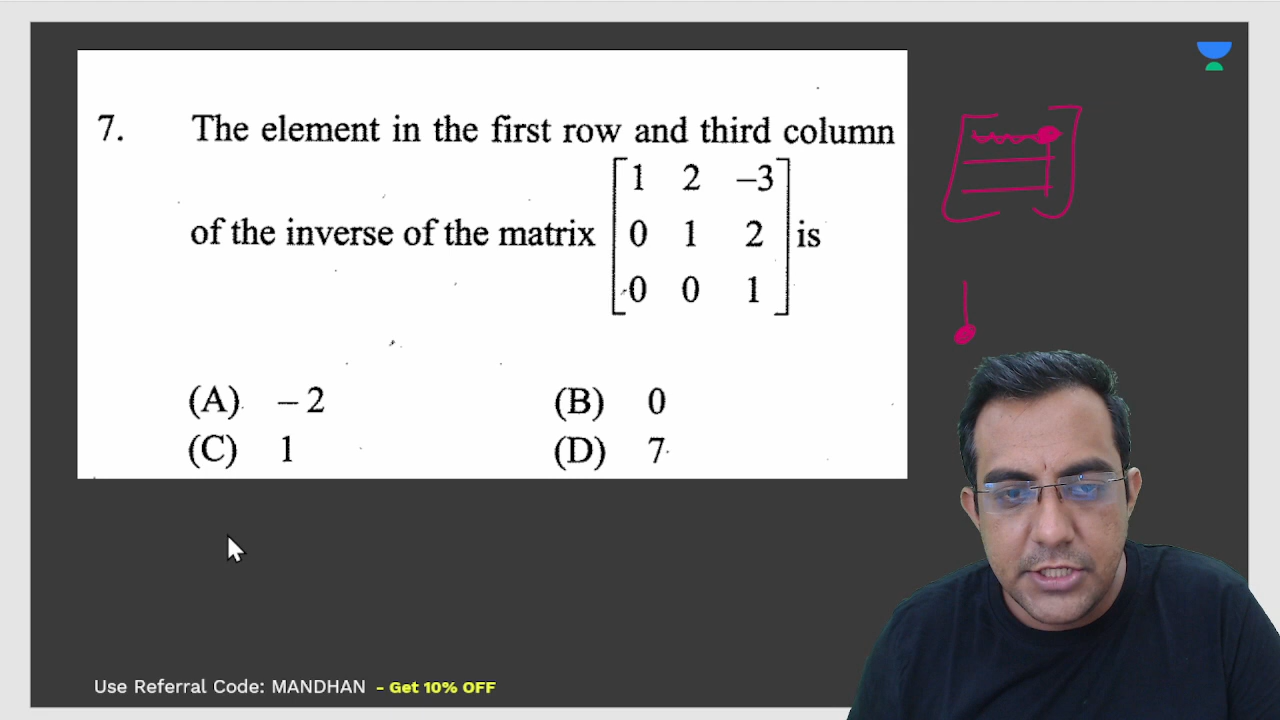 7. The element in the first row and third column
1 2 −3
of the inverse of the matrix 0 1 2 is
0 0 1
(A) − 2 (B) 0
(C) 1 (D) 7
Use Referral Code: MANDHAN - Get 10% OFF